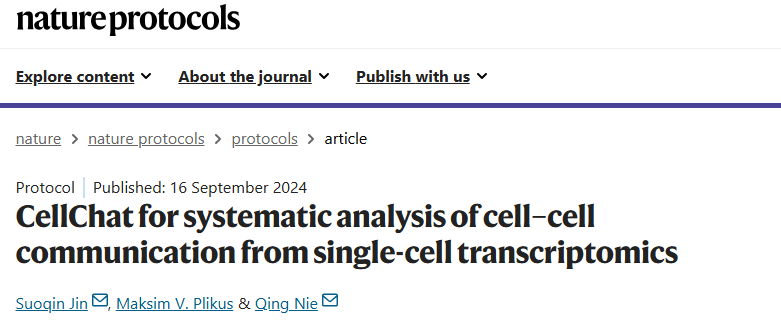 nature protocols
Explore content About the journal Publish with us
nature > nature protocols > protocols > article
Protocol | Published: 16 September 2024
CellChat for systematic analysis of cell–cell
communication from single-cell transcriptomics
Suoqin Jin, Maksim V. Plikus & Qing Nie